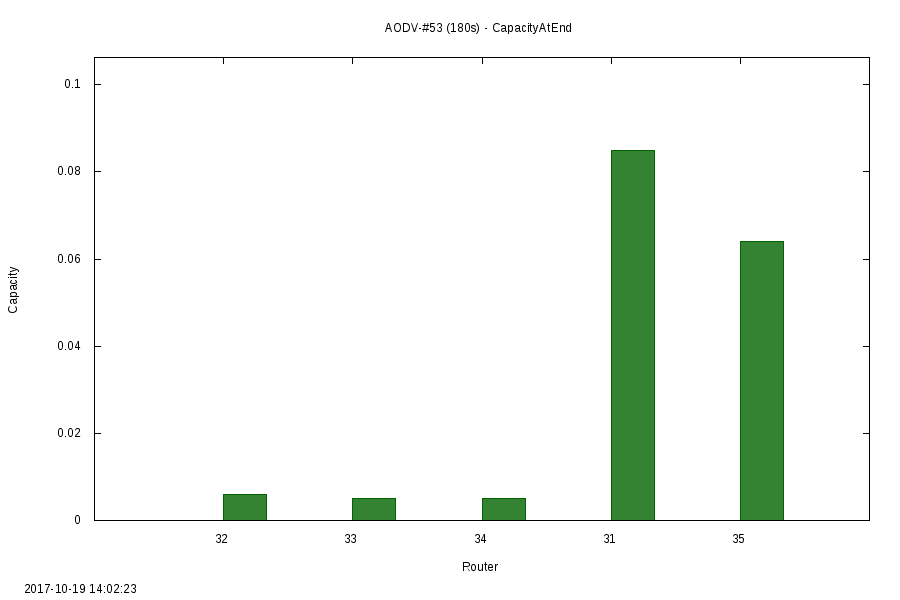 AODV-#53 (180s) - CapacityAtEnd
0.1
0.08
0.06
0.04
0.02
0
Capacity
32 33 34 31 35
Router
2017-10-19 14:02:23